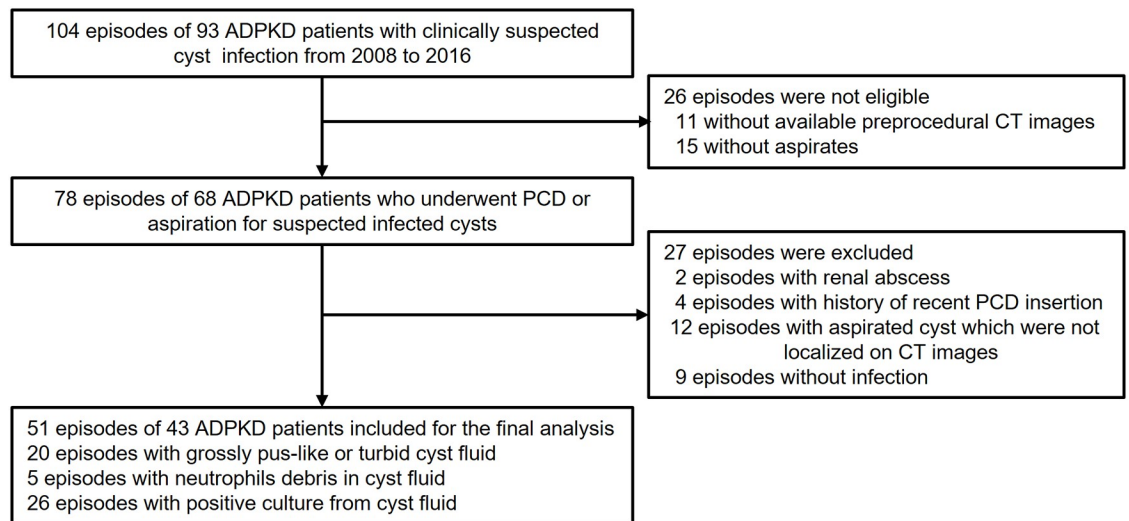 104 episodes of 93 ADPKD patients with clinically suspected
cyst infection from 2008 to 2016
26 episodes were not eligible
11 without available preprocedural CT images
15 without aspirates
78 episodes of 68 ADPKD patients who underwent PCD or
aspiration for suspected infected cysts
27 episodes were excluded
2 episodes with renal abscess
4 episodes with history of recent PCD insertion
12 episodes with aspirated cyst which were not
localized on CT images
9 episodes without infection
51 episodes of 43 ADPKD patients included for the final analysis
20 episodes with grossly pus-like or turbid cyst fluid
5 episodes with neutrophils debris in cyst fluid
26 episodes with positive culture from cyst fluid